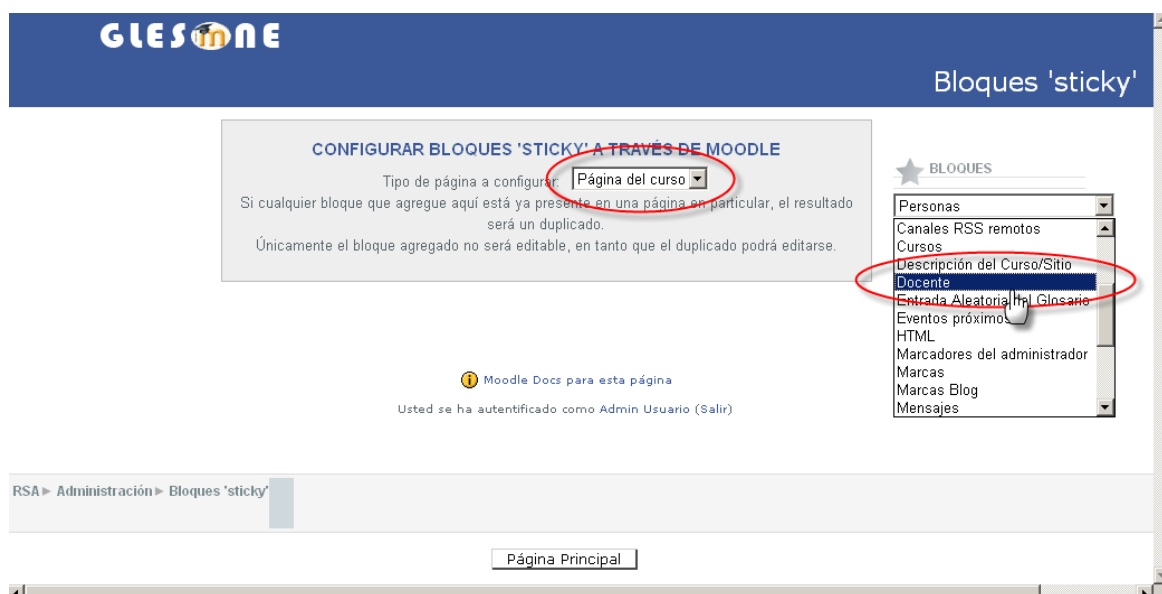 GLESONE
Bloques 'sticky'
CONFIGURAR BLOQUES 'STICKY' A TRAVÉS DE MOODLE
Tipo de página a configurar: Página del curso
Si cualquier bloque que agregue aquí está ya presente en una página en particular, el resultado
será un duplicado.
Únicamente el bloque agregado no será editable, en tanto que el duplicado podrá editarse.
BLOQUES
Personas
Canales RSS remotos
Cursos
Descripción del Curso/Sitio
Docente
Entrada Aleatoria del Glosario
Eventos próximos
HTML
Marcadores del administrador
Marcas
Marcas Blog
Mensajes
Moodle Docs para esta página
Usted se ha autentificado como Admin Usuario (Salir)
RSA ► Administración ► Bloques 'sticky'
Página Principal